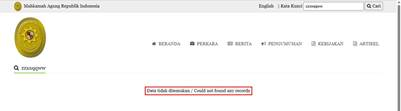 Mahkamah Agung Republik Indonesia English | Kata Kunci zzxsqqwvw Cari
BERANDA PERKARA BERITA PENGUMUMAN KEBIJAKAN ARTIKEL
Data tidak ditemukan / Could not found any records